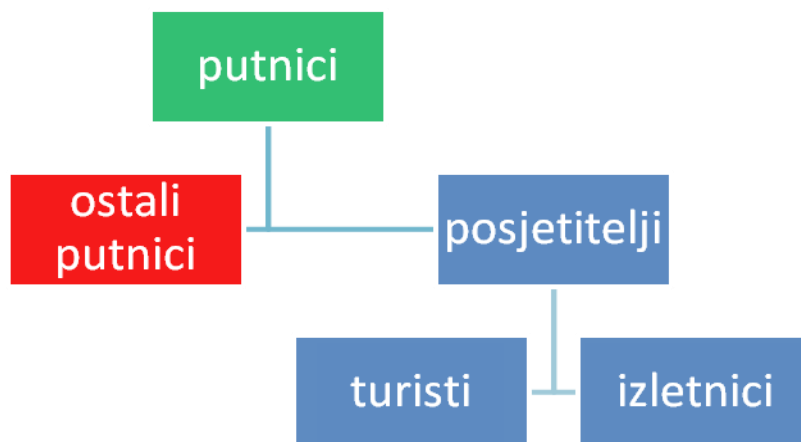 putnici
ostali
putnici
posjetitelji
turisti
izletnici